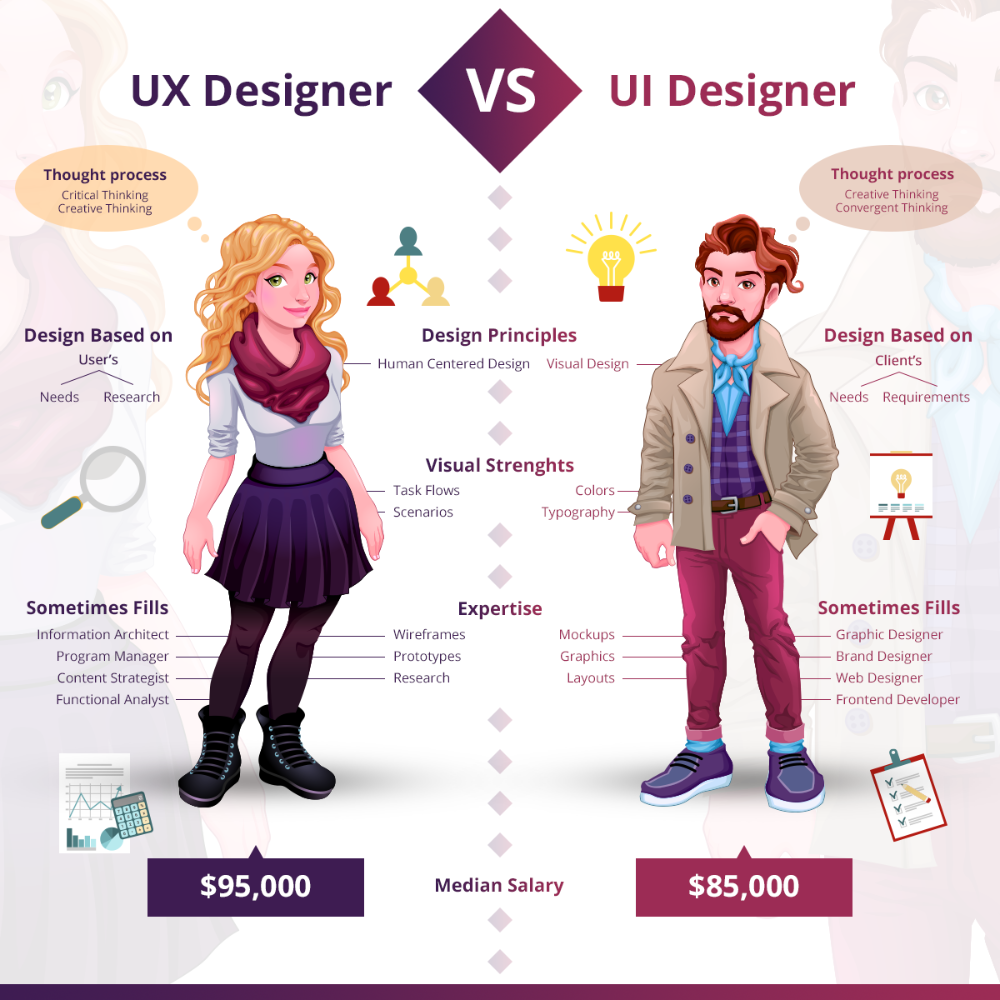 UX Designer
VS
UI Designer
Thought process
Critical Thinking
Creative Thinking
Thought process
Creative Thinking
Convergent Thinking
Design Based on
User's
Needs Research
Design Principles
Human Centered Design Visual Design
Design Based on
Client's
Needs Requirements
Visual Strenghts
Task Flows
Scenarios
Colors
Typography
Sometimes Fills
Information Architect
Program Manager
Content Strategist
Functional Analyst
Expertise
Wireframes
Prototypes
Research
Mockups
Graphics
Layouts
Sometimes Fills
Graphic Designer
Brand Designer
Web Designer
Frontend Developer
$95,000
Median Salary
$85,000